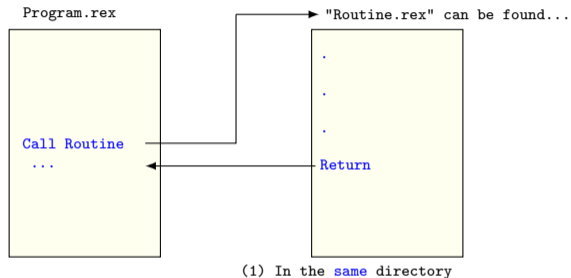 Program.rex
"Routine.rex" can be found...
.
.
.
Call Routine
...
Return
(1) In the same directory